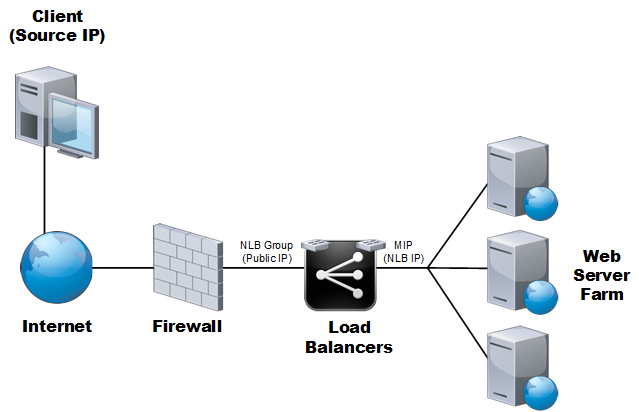 Client
(Source IP)
NLB Group
(Public IP)
MIP
(NLB IP)
Web
Server
Farm
Internet
Firewall
Load
Balancers